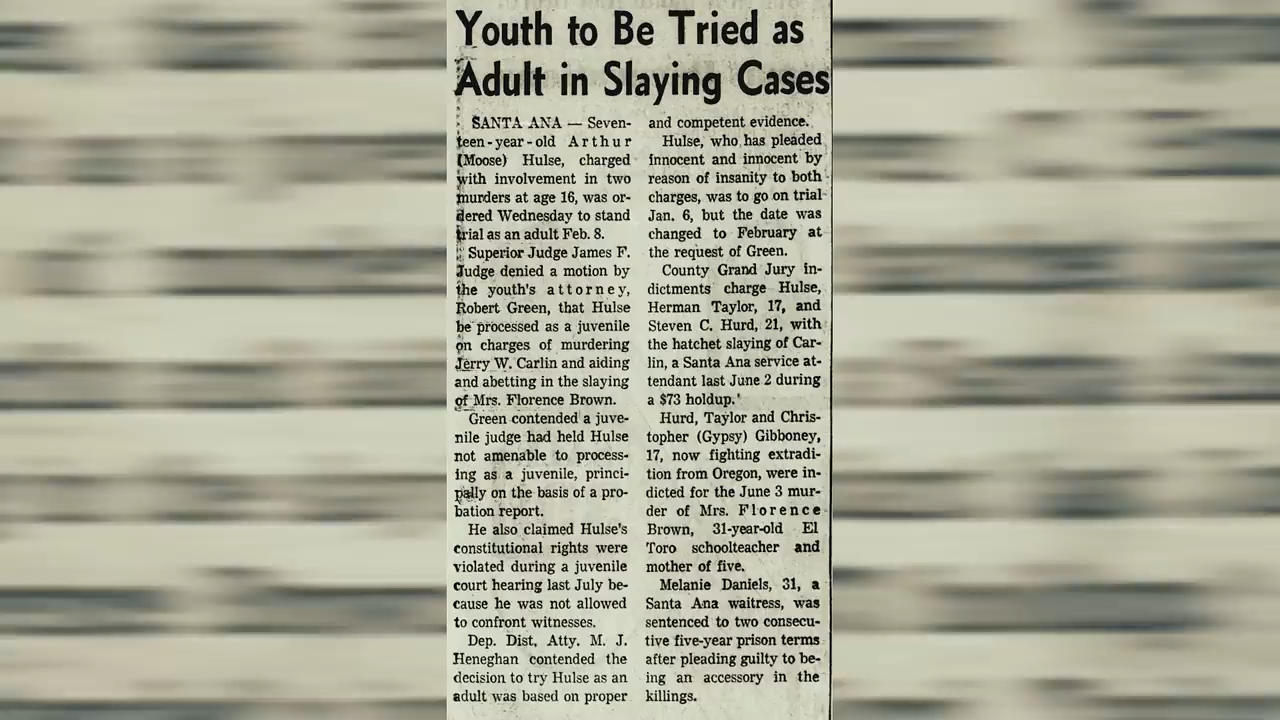 Youth to Be Tried as
Adult in Slaying Cases
SANTA ANA — Seven-
teen-year-old Arthur
(Moose) Hulse, charged
with involvement in two
murders at age 16, was or-
dered Wednesday to stand
trial as an adult Feb. 8.
Superior Judge James F.
Judge denied a motion by
the youth's attorney,
Robert Green, that Hulse
be processed as a juvenile
on charges of murdering
Jerry W. Carlin and aiding
and abetting in the slaying
of Mrs. Florence Brown.
Green contended a juve-
nile judge had held Hulse
not amenable to process-
ing as a juvenile, princi-
pally on the basis of a pro-
bation report.
He also claimed Hulse's
constitutional rights were
violated during a juvenile
court hearing last July be-
cause he was not allowed
to confront witnesses.
Dep. Dist. Atty. M. J.
Heneghan contended the
decision to try Hulse as an
adult was based on proper
and competent evidence.
Hulse, who has pleaded
innocent and innocent by
reason of insanity to both
charges, was to go on trial
Jan. 6, but the date was
changed to February at
the request of Green.
County Grand Jury in-
dictments charge Hulse,
Herman Taylor, 17, and
Steven C. Hurd, 21, with
the hatchet slaying of Car-
lin, a Santa Ana service at-
tendant last June 2 during
a $73 holdup.'
Hurd, Taylor and Chris-
topher (Gypsy) Gibboney,
17, now fighting extradi-
tion from Oregon, were in-
dicted for the June 3 mur-
der of Mrs. Florence
Brown, 31-year-old El
Toro schoolteacher and
mother of five.
Melanie Daniels, 31, a
Santa Ana waitress, was
sentenced to two consecu-
tive five-year prison terms
after pleading guilty to be-
ing an accessory in the
killings.